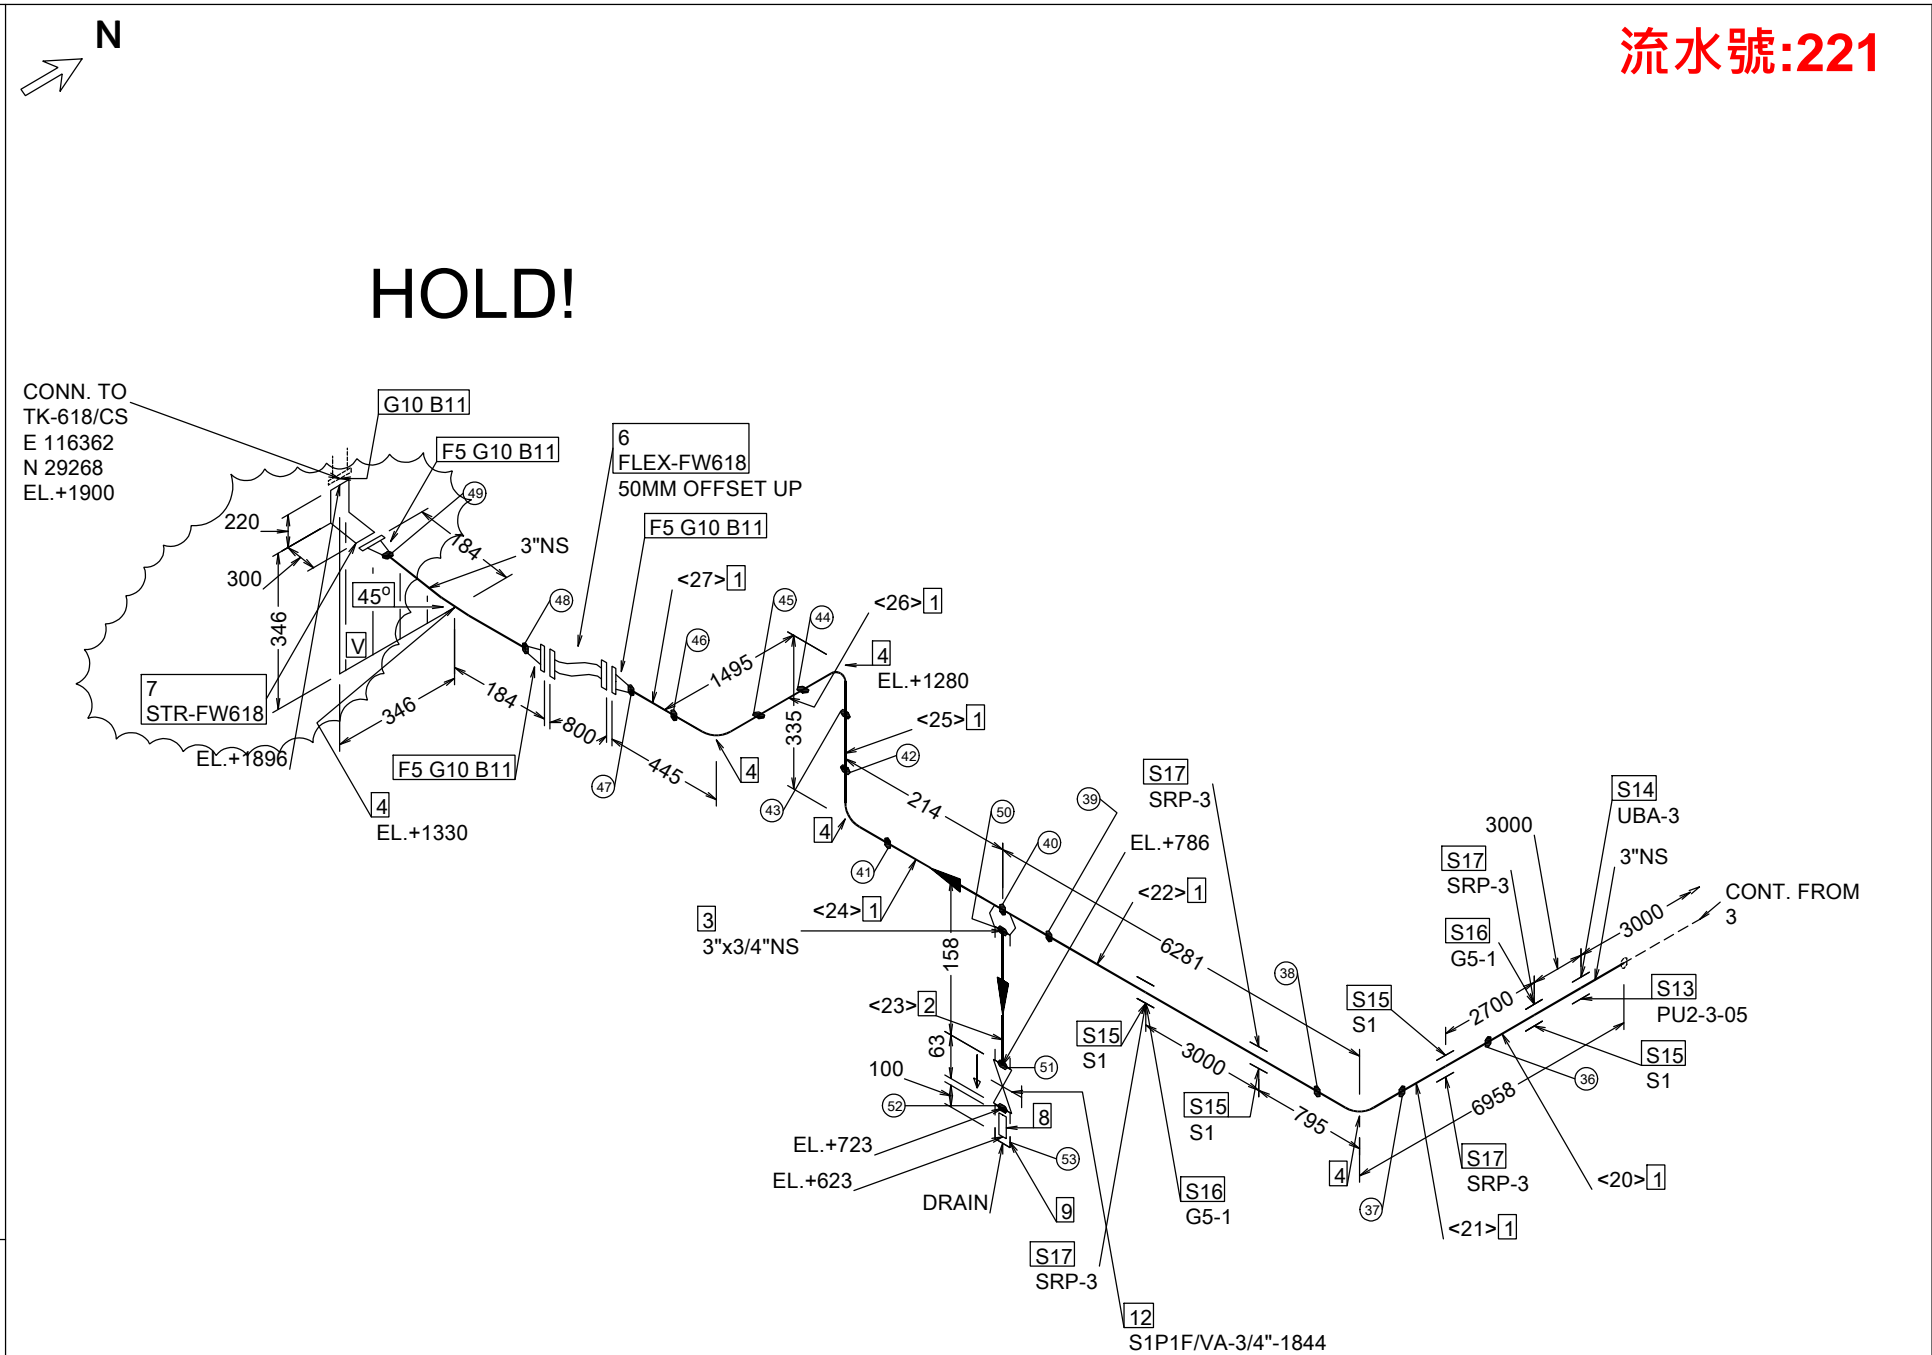 N
流水號:221
HOLD!
CONN. TO
TK-618/CS
E 116362
N 29268
EL.+1900
G10 B11
F5 G10 B11
6
FLEX-FW618
50MM OFFSET UP
F5 G10 B11
49
220
184
3"NS
300
45°
346
V
<27> 1
48
46
45
44
<26> 1
1495
4
EL.+1280
7
STR-FW618
346
184
800
335
<25> 1
EL.+1896
F5 G10 B11
445
47
4
43
42
4
EL.+1330
4
214
50
39
40
EL.+786
S17
SRP-3
S14
UBA-3
3000
S17
SRP-3
3"NS
41
<24> 1
<22> 1
CONT. FROM
3
3
3"x3/4"NS
158
6281
38
S16
G5-1
3000
<23> 2
S15
S1
2700
S13
PU2-3-05
63
S15
S1
3000
S15
S1
100
51
52
36
6958
8
S15
S1
795
EL.+723
53
EL.+623
4
S17
SRP-3
<20> 1
DRAIN
9
S16
G5-1
37
<21> 1
S17
SRP-3
12
S1P1F/VA-3/4"-1844